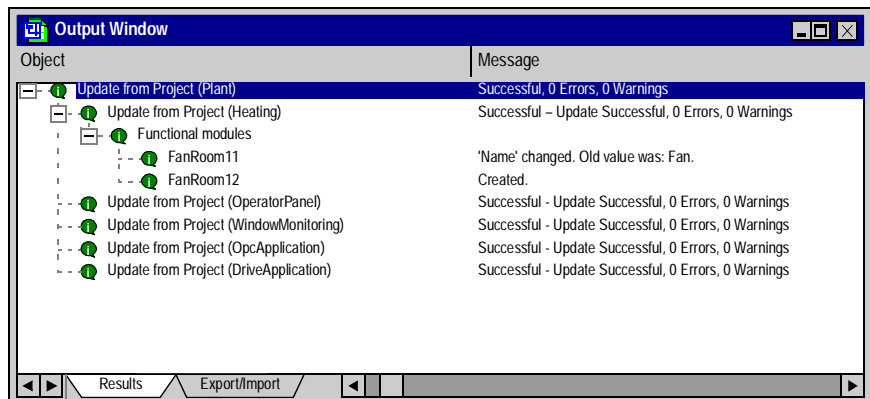 Output Window
Object Message
Update from Project (Plant) Successful, 0 Errors, 0 Warnings
Update from Project (Heating) Successful – Update Successful, 0 Errors, 0 Warnings
Functional modules
FanRoom11 'Name' changed. Old value was: Fan.
FanRoom12 Created.
Update from Project (OperatorPanel) Successful - Update Successful, 0 Errors, 0 Warnings
Update from Project (WindowMonitoring) Successful - Update Successful, 0 Errors, 0 Warnings
Update from Project (OpcApplication) Successful - Update Successful, 0 Errors, 0 Warnings
Update from Project (DriveApplication) Successful - Update Successful, 0 Errors, 0 Warnings
Results Export/Import